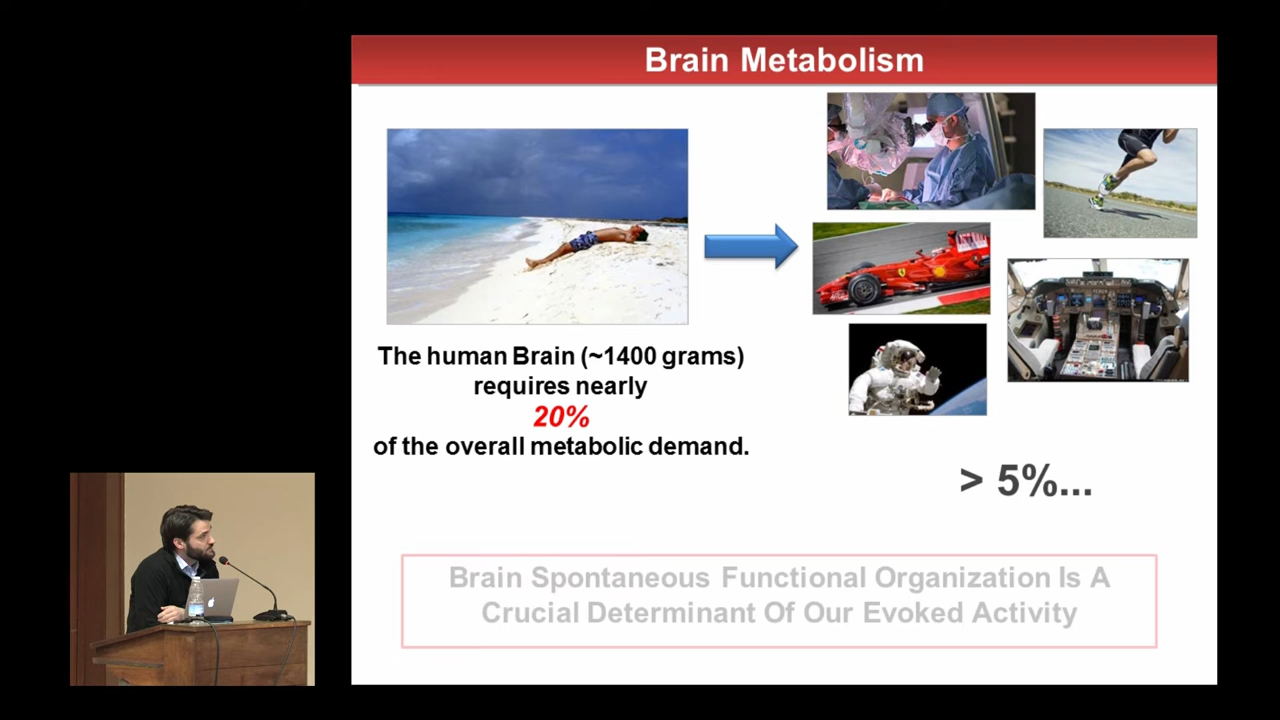 Brain Metabolism
The human Brain (~1400 grams)
requires nearly
20%
of the overall metabolic demand.
> 5%...
Brain Spontaneous Functional Organization Is A
Crucial Determinant Of Our Evoked Activity